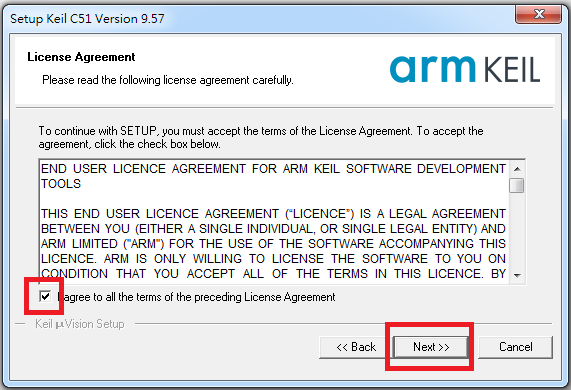 Setup Keil C51 Version 9.57
License Agreement
Please read the following license agreement carefully.
arm KEIL
To continue with SETUP, you must accept the terms of the License Agreement. To accept the
agreement, click the check box below.
END USER LICENCE AGREEMENT FOR ARM KEIL SOFTWARE DEVELOPMENT
TOOLS
THIS END USER LICENCE AGREEMENT ("LICENCE") IS A LEGAL AGREEMENT
BETWEEN YOU (EITHER A SINGLE INDIVIDUAL, OR SINGLE LEGAL ENTITY) AND
ARM LIMITED ("ARM") FOR THE USE OF THE SOFTWARE ACCOMPANYING THIS
LICENCE. ARM IS ONLY WILLING TO LICENSE THE SOFTWARE TO YOU ON
CONDITION THAT YOU ACCEPT ALL OF THE TERMS IN THIS LICENCE. BY
I agree to all the terms of the preceding License Agreement
Keil µVision Setup
<< Back
Next >>
Cancel